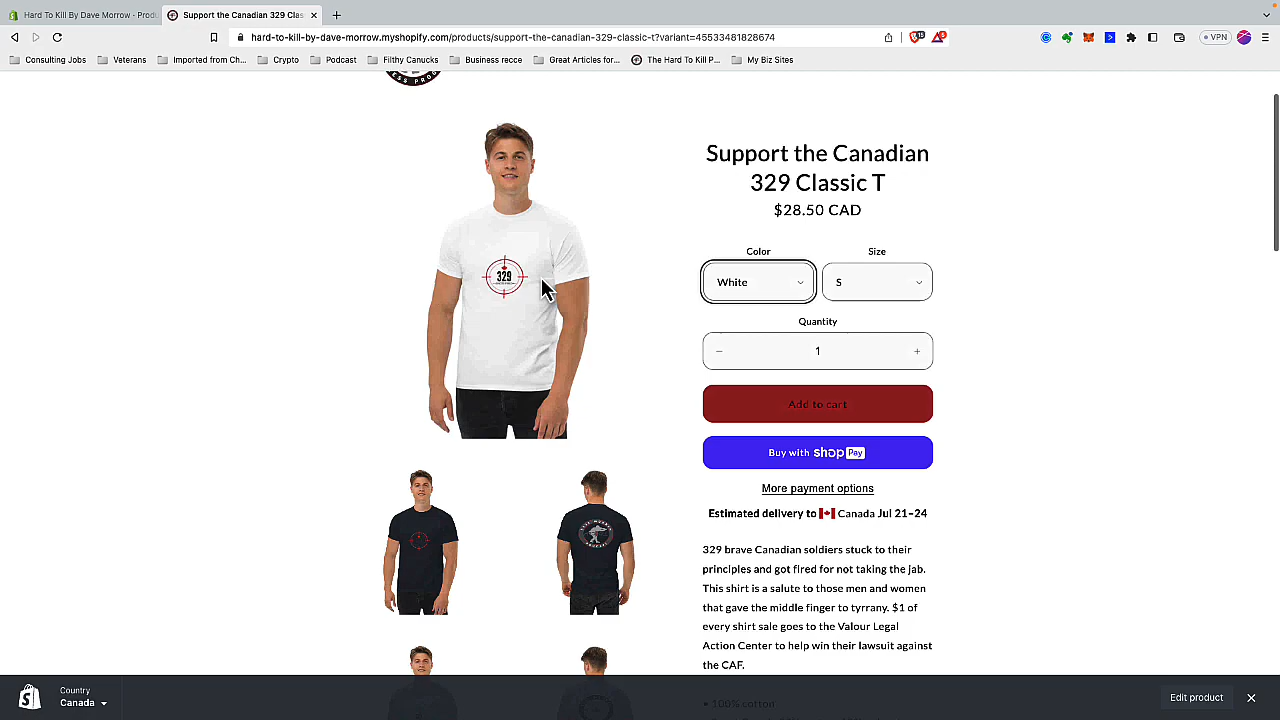 Hard To Kill By Dave Morrow - Produ
Support the Canadian 329 Clas
hard-to-kill-by-dave-morrow.myshopify.com/products/support-the-canadian-329-classic-t?variant=45533481828674
VPN
Consulting Jobs
Veterans
Imported from Ch...
Crypto
Podcast
Filthy Canucks
Business recce
Great Articles for...
The Hard To Kill P...
My Biz Sites
Support the Canadian
329 Classic T
$28.50 CAD
Color
Size
White
S
329
Quantity
1
Add to cart
Buy with shop Pay
More payment options
Estimated delivery to Canada Jul 21–24
329 brave Canadian soldiers stuck to their
principles and got fired for not taking the jab.
This shirt is a salute to those men and women
that gave the middle finger to tyrrany. $1 of
every shirt sale goes to the Valour Legal
Action Center to help win their lawsuit against
the CAF.
• 100% cotton
Country
Canada
Edit product